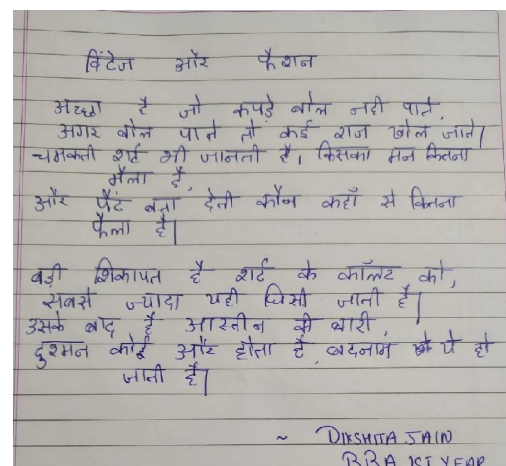 विंटेज और फैशन
अच्छा है जो कपड़े बोल नही पाते,
अगर बोल पाते तो कई राज खोल जाते|
चमकती शर्ट भी जानती है, किसका मन कितना
मैला है,
और पैंट बता देती कौन कहाँ से कितना
फैला है|
बड़ी शिकायत है शर्ट के कॉलर को,
सबसे ज्यादा यही घिसी जाती है|
उसके बाद है आस्तीन की बारी,
दुश्मन कोई और होता है, बदनाम ये हो
जाती है|
~ DIKSHITA JAIN
BBA 1ST YEAR